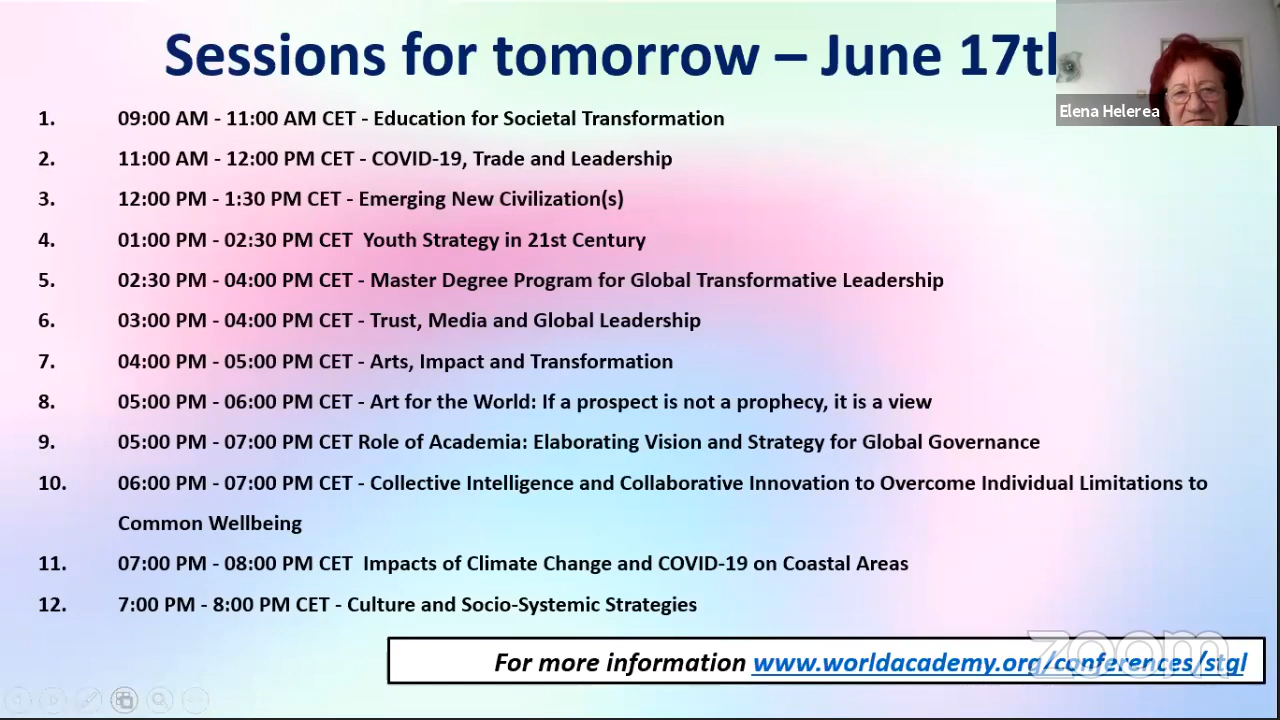 Sessions for tomorrow – June 17th
Elena Helerea
1. 09:00 AM - 11:00 AM CET - Education for Societal Transformation
2. 11:00 AM - 12:00 PM CET - COVID-19, Trade and Leadership
3. 12:00 PM - 1:30 PM CET - Emerging New Civilization(s)
4. 01:00 PM - 02:30 PM CET  Youth Strategy in 21st Century
5. 02:30 PM - 04:00 PM CET - Master Degree Program for Global Transformative Leadership
6. 03:00 PM - 04:00 PM CET - Trust, Media and Global Leadership
7. 04:00 PM - 05:00 PM CET - Arts, Impact and Transformation
8. 05:00 PM - 06:00 PM CET - Art for the World: If a prospect is not a prophecy, it is a view
9. 05:00 PM - 07:00 PM CET Role of Academia: Elaborating Vision and Strategy for Global Governance
10. 06:00 PM - 07:00 PM CET - Collective Intelligence and Collaborative Innovation to Overcome Individual Limitations to
Common Wellbeing
11. 07:00 PM - 08:00 PM CET  Impacts of Climate Change and COVID-19 on Coastal Areas
12. 7:00 PM - 8:00 PM CET - Culture and Socio-Systemic Strategies
zoom
For more information www.worldacademy.org/conferences/stgl